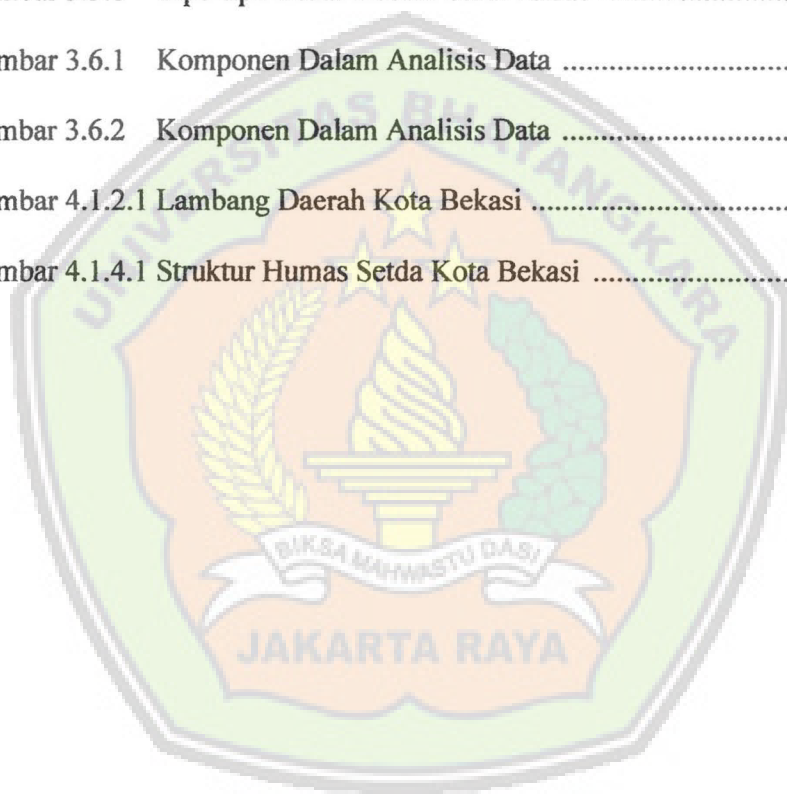 mbar 3.6.1 Komponen Dalam Analisis Data ..............................
mbar 3.6.2 Komponen Dalam Analisis Data ..............................
mbar 4.1.2.1 Lambang Daerah Kota Bekasi ..................................
mbar 4.1.4.1 Struktur Humas Setda Kota Bekasi ..........................
UNIVERSITAS BHAYANGKARA
BIKSA MAHWASTU DASI
JAKARTA RAYA